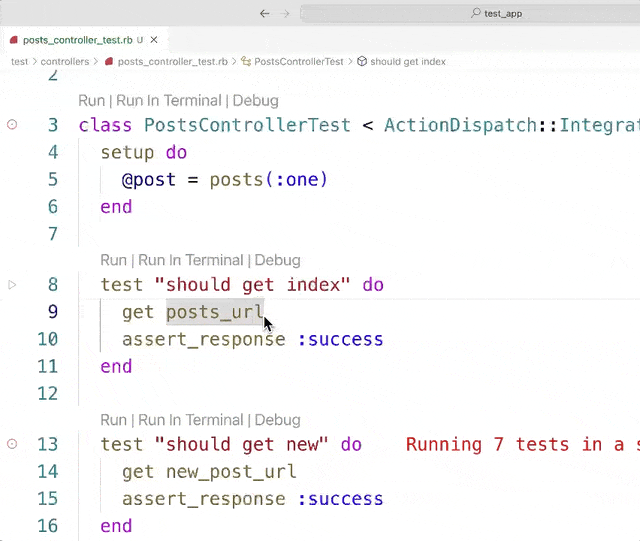 test_app
posts_controller_test.rb U
test > controllers > posts_controller_test.rb > PostsControllerTest > should get index
2
Run | Run In Terminal | Debug
3 class PostsControllerTest < ActionDispatch::Integrat
4 setup do
5 @post = posts(:one)
6 end
7
Run | Run In Terminal | Debug
8 test "should get index" do
9 get posts_url
10 assert_response :success
11 end
12
Run | Run In Terminal | Debug
13 test "should get new" do Running 7 tests in a s
14 get new_post_url
15 assert_response :success
16 end